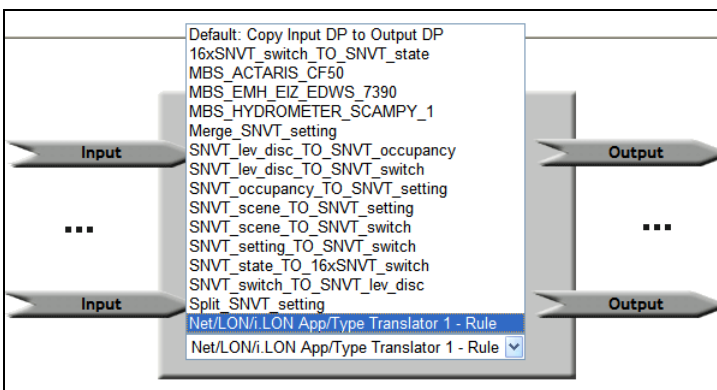 Default: Copy Input DP to Output DP
16xSNVT_switch_TO_SNVT_state
MBS_ACTARIS_CF50
MBS_EMH_EIZ_EDWS_7390
MBS_HYDROMETER_SCAMPY_1
Merge_SNVT_setting
SNVT_lev_disc_TO_SNVT_occupancy
SNVT_lev_disc_TO_SNVT_switch
SNVT_occupancy_TO_SNVT_setting
SNVT_scene_TO_SNVT_setting
SNVT_scene_TO_SNVT_switch
SNVT_setting_TO_SNVT_switch
SNVT_state_TO_16xSNVT_switch
SNVT_switch_TO_SNVT_lev_disc
Split_SNVT_setting
Net/LON/i.LON App/Type Translator 1 - Rule
Net/LON/i.LON App/Type Translator 1 - Rule
Input
Output
...
...
Input
Output